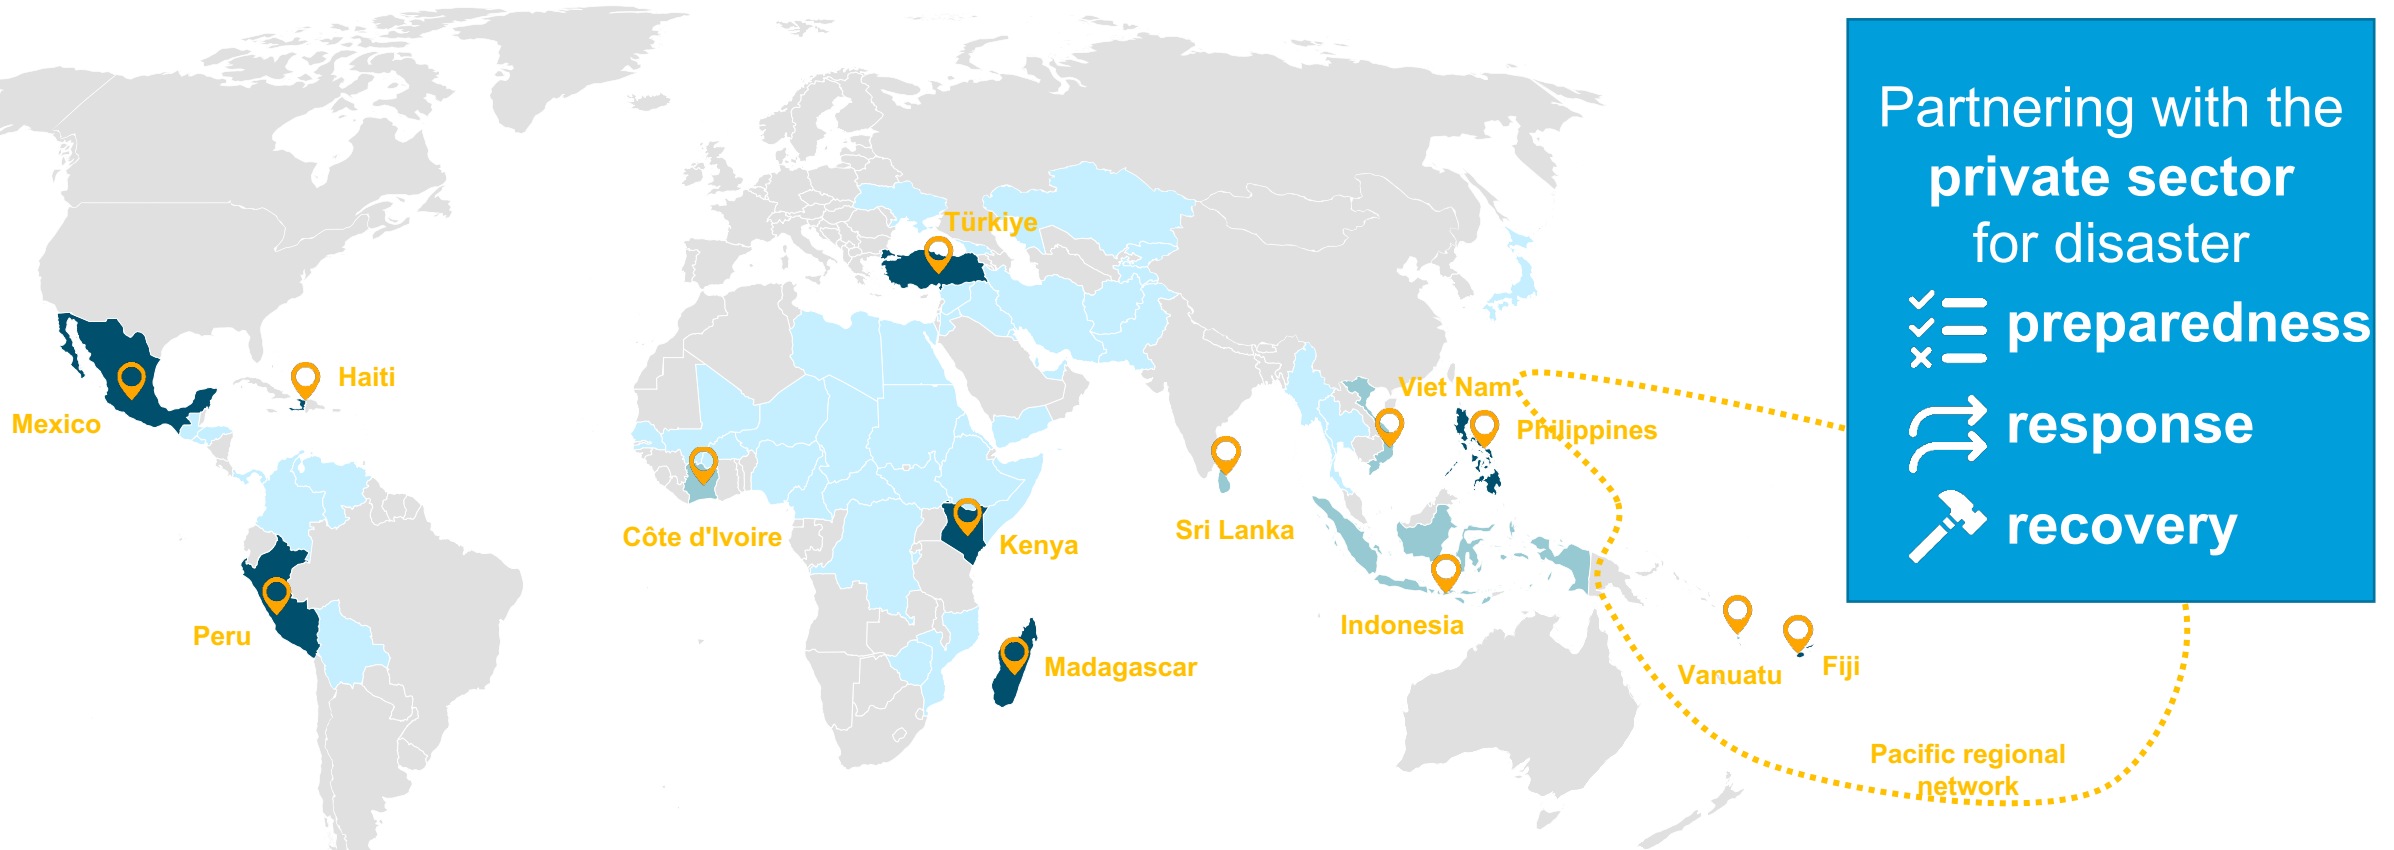 Partnering with the
private sector
for disaster
preparedness
response
recovery
Türkiye
Haiti
Mexico
Viet Nam
Philippines
Côte d'Ivoire
Kenya
Sri Lanka
Peru
Indonesia
Madagascar
Vanuatu
Fiji
Pacific regional
network